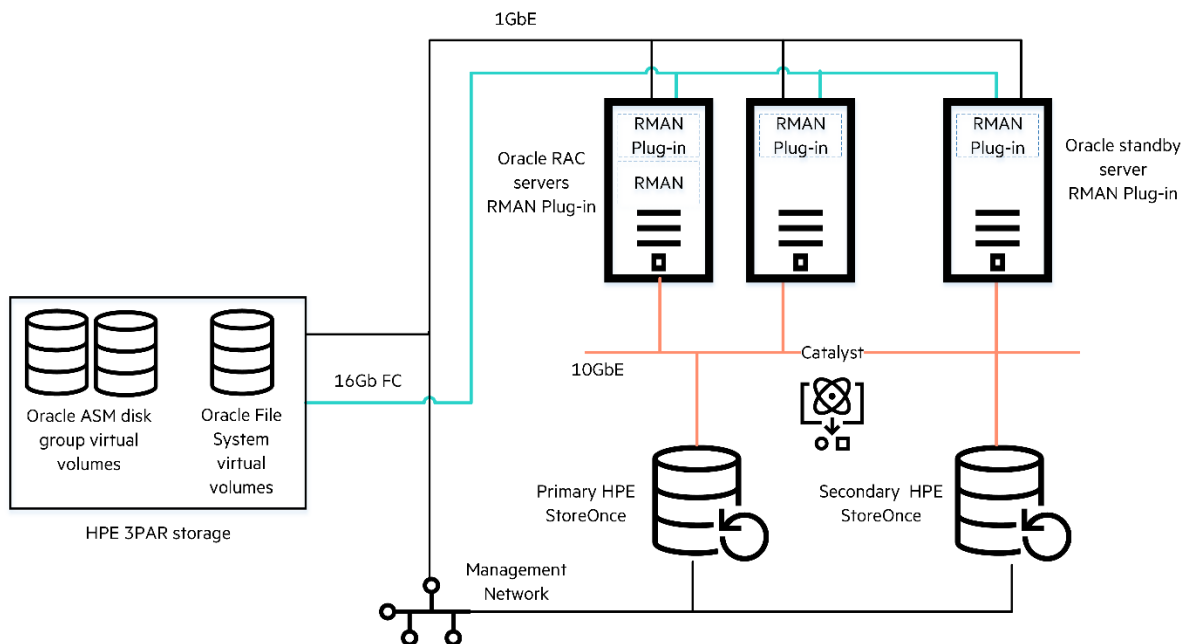 1GbE
RMAN
Plug-in
RMAN
RMAN
Plug-in
RMAN
Plug-in
Oracle RAC
servers
RMAN Plug-in
Oracle standby
server
RMAN Plug-in
16Gb FC
Oracle ASM disk
group virtual
volumes
Oracle File
System
virtual
volumes
HPE 3PAR storage
10GbE
Catalyst
Primary HPE
StoreOnce
Secondary HPE
StoreOnce
Management
Network